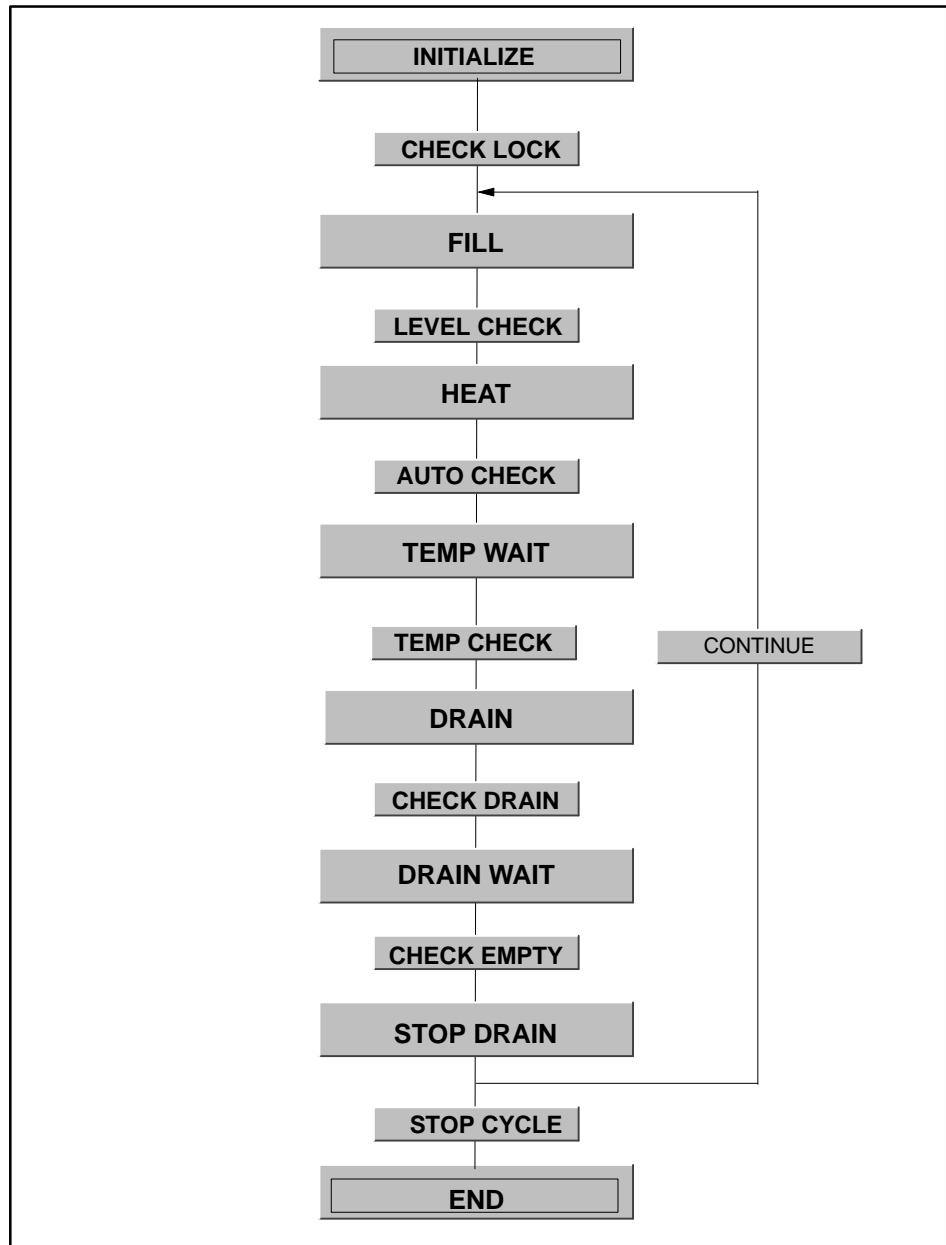 INITIALIZE
CHECK LOCK
FILL
LEVEL CHECK
HEAT
AUTO CHECK
TEMP WAIT
TEMP CHECK
CONTINUE
DRAIN
CHECK DRAIN
DRAIN WAIT
CHECK EMPTY
STOP DRAIN
STOP CYCLE
END